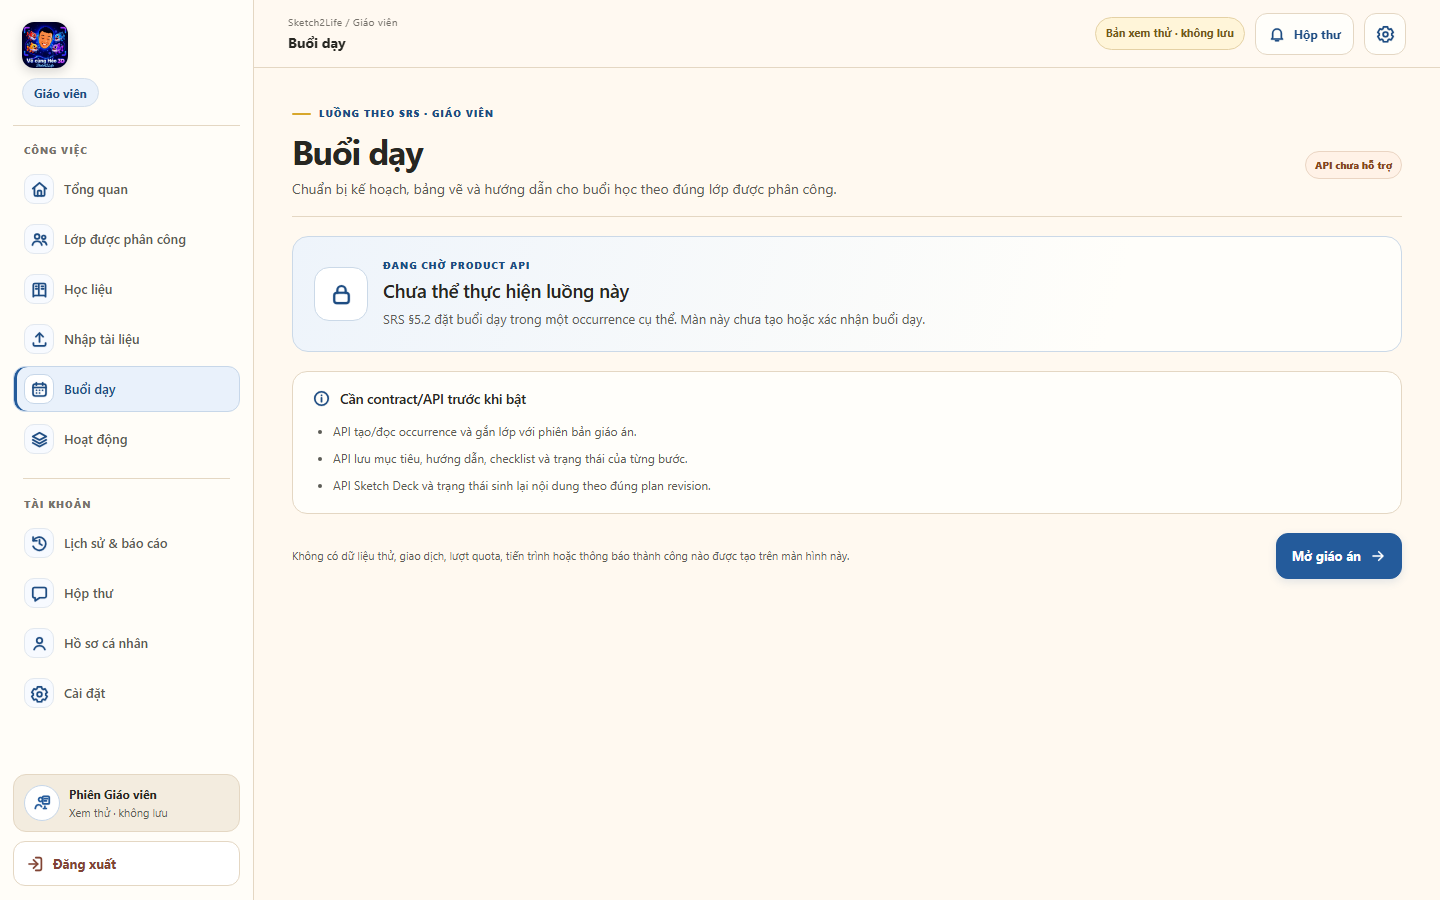 Vẽ cùng Héo 3D
Giáo viên
CÔNG VIỆC
Tổng quan
Lớp được phân công
Học liệu
Nhập tài liệu
Buổi dạy
Hoạt động
TÀI KHOẢN
Lịch sử & báo cáo
Hộp thư
Hồ sơ cá nhân
Cài đặt
Phiên Giáo viên
Xem thử · không lưu
Đăng xuất
Sketch2Life / Giáo viên
Buổi dạy
Bản xem thử · không lưu
Hộp thư
LUỒNG THEO SRS · GIÁO VIÊN
Buổi dạy
Chuẩn bị kế hoạch, bảng vẽ và hướng dẫn cho buổi học theo đúng lớp được phân công.
API chưa hỗ trợ
ĐANG CHỜ PRODUCT API
Chưa thể thực hiện luồng này
SRS §5.2 đặt buổi dạy trong một occurrence cụ thể. Màn này chưa tạo hoặc xác nhận buổi dạy.
Cần contract/API trước khi bật
• API tạo/đọc occurrence và gắn lớp với phiên bản giáo án.
• API lưu mục tiêu, hướng dẫn, checklist và trạng thái của từng bước.
• API Sketch Deck và trạng thái sinh lại nội dung theo đúng plan revision.
Không có dữ liệu thử, giao dịch, lượt quota, tiến trình hoặc thông báo thành công nào được tạo trên màn hình này.
Mở giáo án